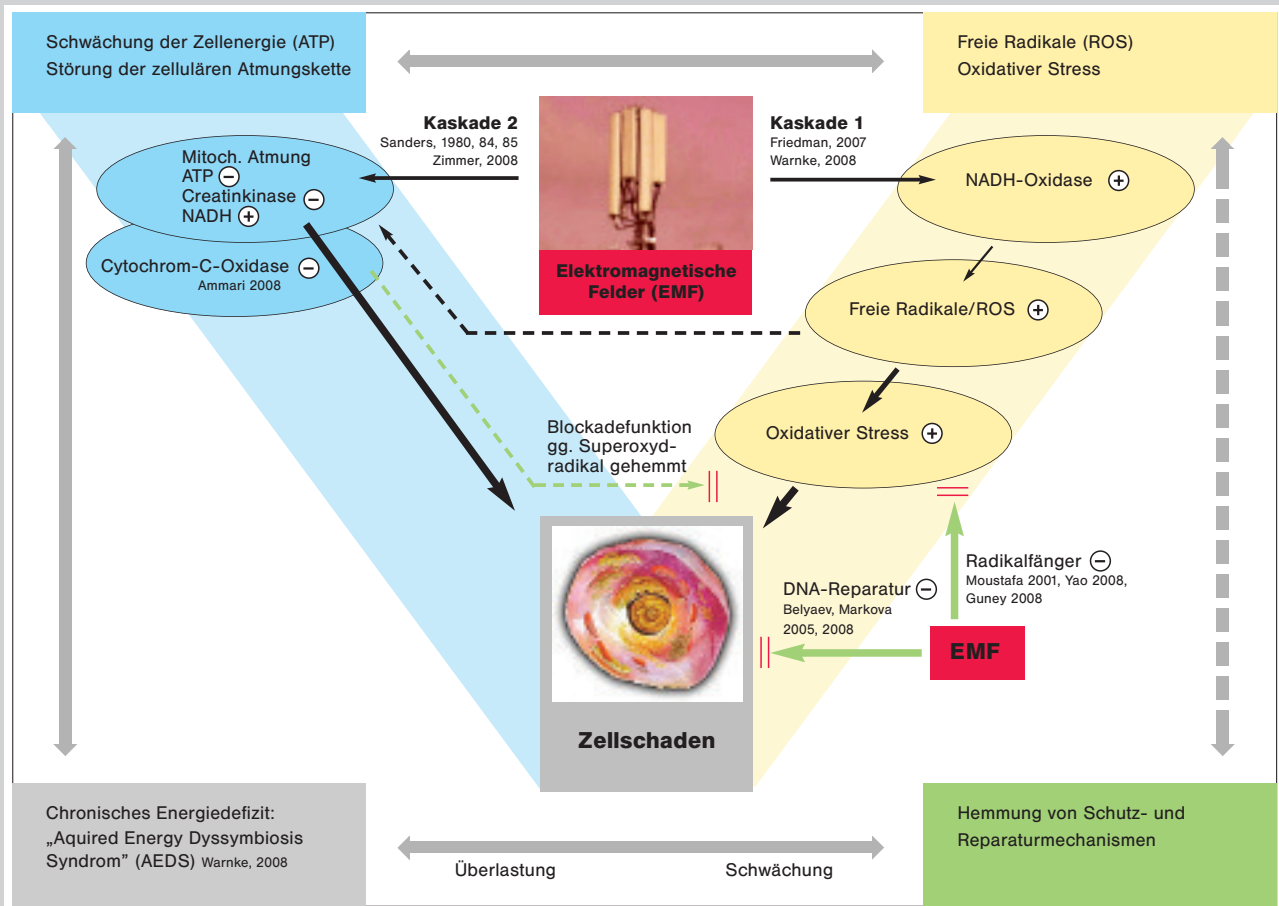 Schwächung der Zellenergie (ATP)
Störung der zellulären Atmungskette
Freie Radikale (ROS)
Oxidativer Stress
Kaskade 2
Sanders, 1980, 84, 85
Zimmer, 2008
Kaskade 1
Friedman, 2007
Warnke, 2008
Mitoch. Atmung
ATP −
Creatinkinase −
NADH +
Cytochrom-C-Oxidase −
Ammari 2008
Elektromagnetische
Felder (EMF)
NADH-Oxidase +
Freie Radikale/ROS +
Oxidativer Stress +
Blockadefunktion
gg. Superoxyd-
radikal gehemmt
Radikalfänger −
Moustafa 2001, Yao 2008,
Guney 2008
DNA-Reparatur −
Belyaev, Markova
2005, 2008
EMF
Zellschaden
Chronisches Energiedefizit:
„Aquired Energy Dyssymbiosis
Syndrom” (AEDS) Warnke, 2008
Überlastung
Schwächung
Hemmung von Schutz- und
Reparaturmechanismen